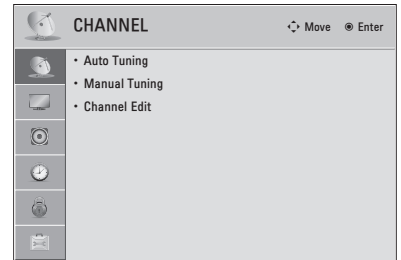 CHANNEL
Move Enter
• Auto Tuning
• Manual Tuning
• Channel Edit